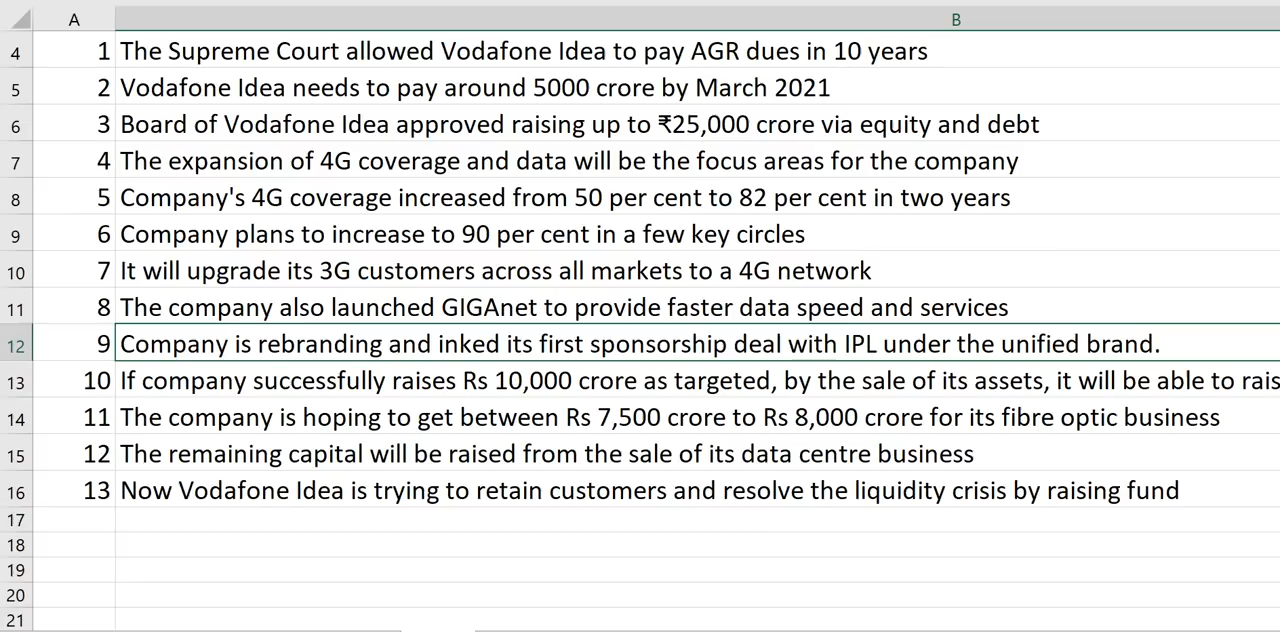 A B
4 1 The Supreme Court allowed Vodafone Idea to pay AGR dues in 10 years
5 2 Vodafone Idea needs to pay around 5000 crore by March 2021
6 3 Board of Vodafone Idea approved raising up to ₹25,000 crore via equity and debt
7 4 The expansion of 4G coverage and data will be the focus areas for the company
8 5 Company's 4G coverage increased from 50 per cent to 82 per cent in two years
9 6 Company plans to increase to 90 per cent in a few key circles
10 7 It will upgrade its 3G customers across all markets to a 4G network
11 8 The company also launched GIGAnet to provide faster data speed and services
12 9 Company is rebranding and inked its first sponsorship deal with IPL under the unified brand.
13 10 If company successfully raises Rs 10,000 crore as targeted, by the sale of its assets, it will be able to rais
14 11 The company is hoping to get between Rs 7,500 crore to Rs 8,000 crore for its fibre optic business
15 12 The remaining capital will be raised from the sale of its data centre business
16 13 Now Vodafone Idea is trying to retain customers and resolve the liquidity crisis by raising fund
17
18
19
20
21